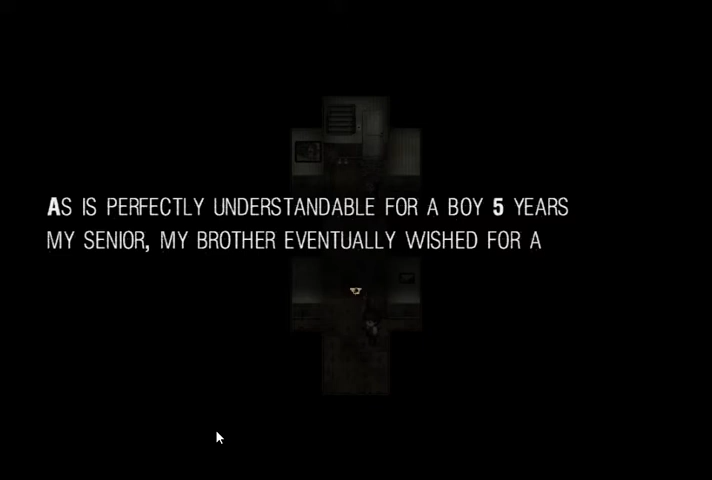 AS IS PERFECTLY UNDERSTANDABLE FOR A BOY 5 YEARS
MY SENIOR, MY BROTHER EVENTUALLY WISHED FOR A